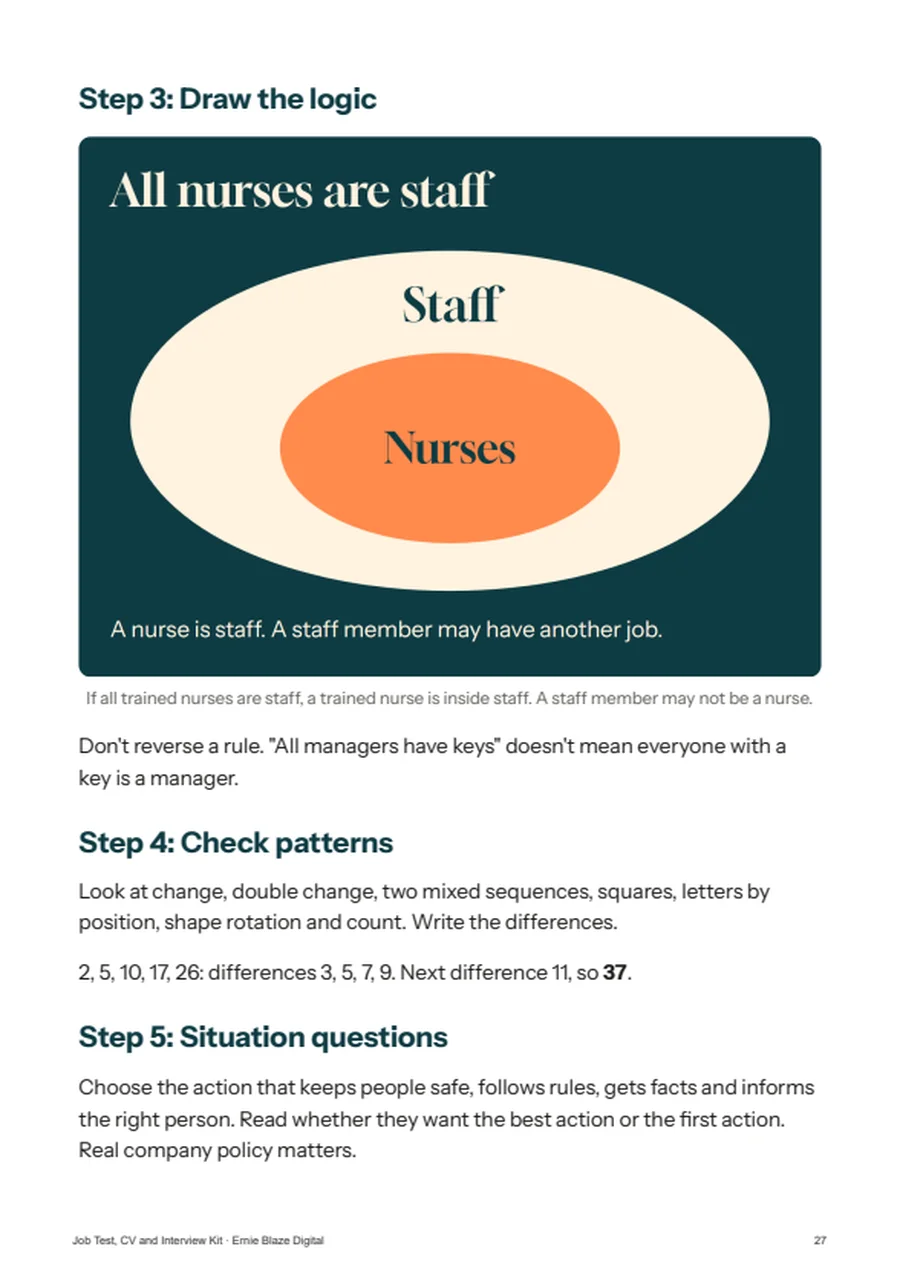 Step 3: Draw the logic
All nurses are staff
Staff
Nurses
A nurse is staff. A staff member may have another job.
If all trained nurses are staff, a trained nurse is inside staff. A staff member may not be a nurse.
Don't reverse a rule. "All managers have keys" doesn't mean everyone with a
key is a manager.
Step 4: Check patterns
Look at change, double change, two mixed sequences, squares, letters by
position, shape rotation and count. Write the differences.
2, 5, 10, 17, 26: differences 3, 5, 7, 9. Next difference 11, so 37.
Step 5: Situation questions
Choose the action that keeps people safe, follows rules, gets facts and informs
the right person. Read whether they want the best action or the first action.
Real company policy matters.
Job Test, CV and Interview Kit · Ernie Blaze Digital
27